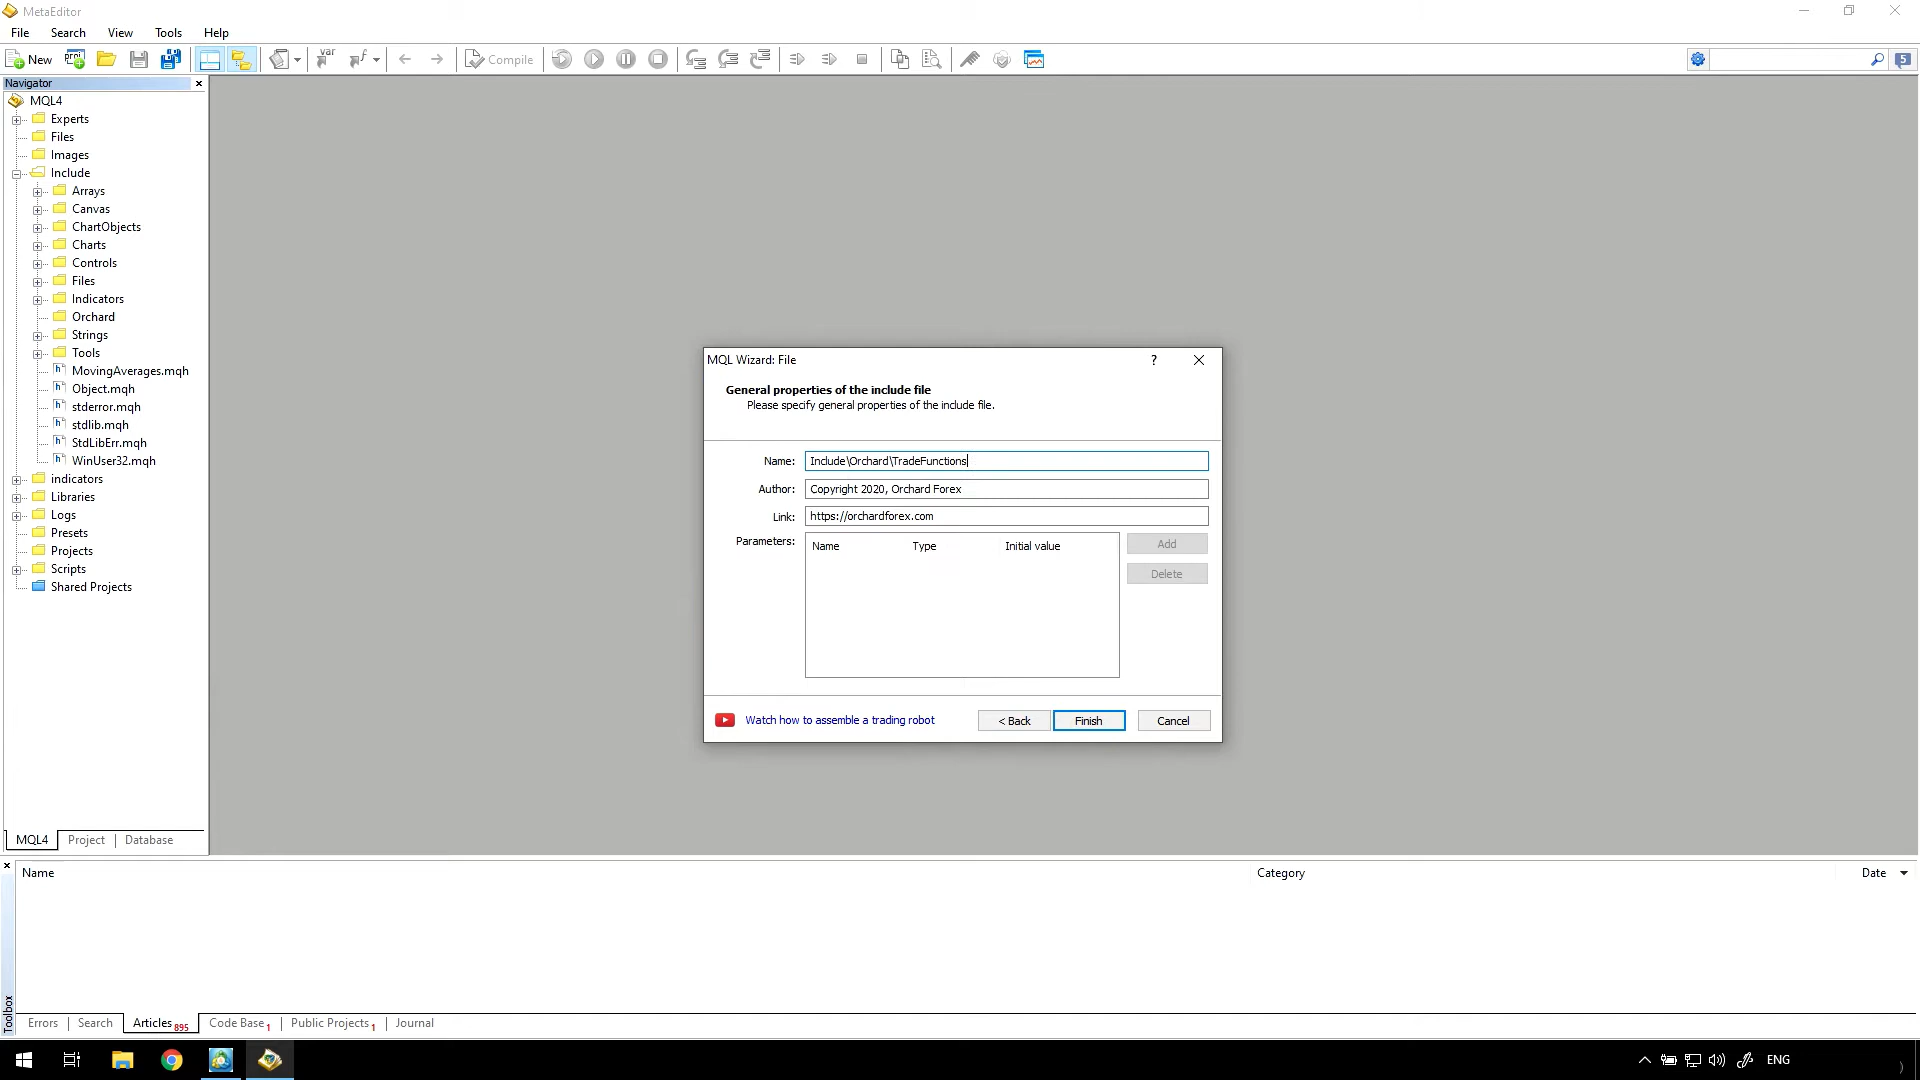 MetaEditor
File Search View Tools Help
New var f Compile 5
Navigator
MQL4
Experts
Files
Images
Include
Arrays
Canvas
ChartObjects
Charts
Controls
Files
Indicators
Orchard
Strings
Tools
MovingAverages.mqh
Object.mqh
stderror.mqh
stdlib.mqh
StdLibErr.mqh
WinUser32.mqh
indicators
Libraries
Logs
Presets
Projects
Scripts
Shared Projects
MQL4 Project Database
MQL Wizard: File ?
General properties of the include file
Please specify general properties of the include file.
Name: Include\Orchard\TradeFunctions
Author: Copyright 2020, Orchard Forex
Link: https://orchardforex.com
Parameters: Name Type Initial value Add
Delete
Watch how to assemble a trading robot < Back Finish Cancel
Name Category Date
Toolbox
Errors Search Articles 895 Code Base 1 Public Projects 1 Journal
ENG